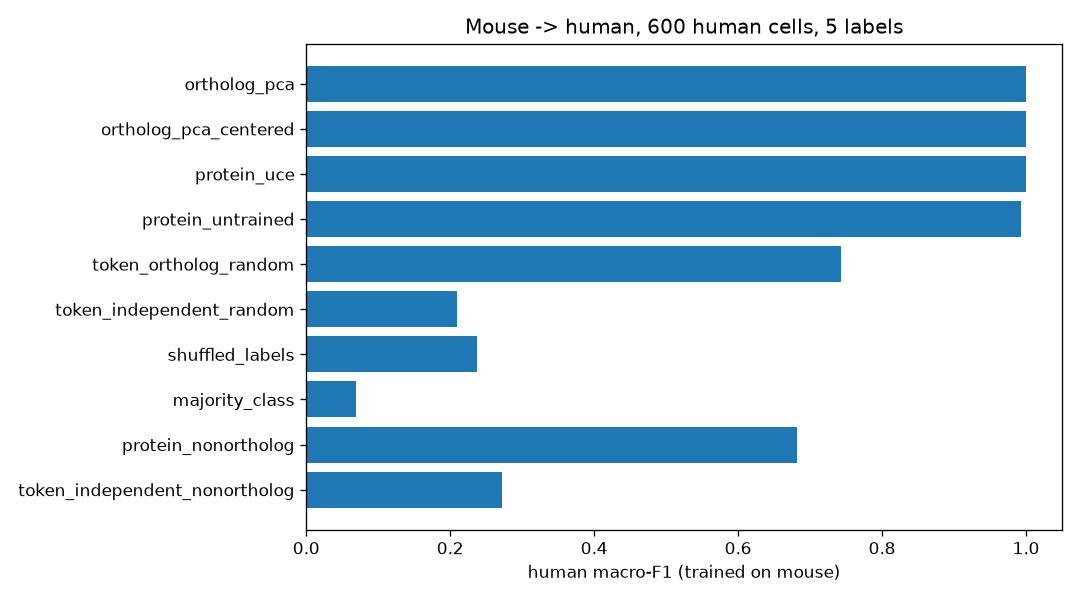 Mouse -> human, 600 human cells, 5 labels
ortholog_pca
ortholog_pca_centered
protein_uce
protein_untrained
token_ortholog_random
token_independent_random
shuffled_labels
majority_class
protein_nonortholog
token_independent_nonortholog
0.0 0.2 0.4 0.6 0.8 1.0
human macro-F1 (trained on mouse)